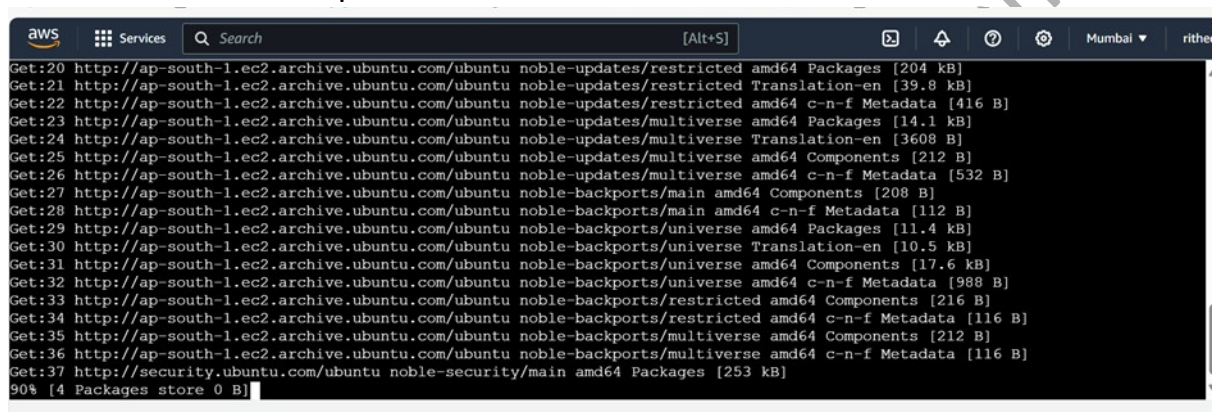 aws Services Search [Alt+S] Mumbai ▼
Get:20 http://ap-south-1.ec2.archive.ubuntu.com/ubuntu noble-updates/restricted amd64 Packages [204 kB]
Get:21 http://ap-south-1.ec2.archive.ubuntu.com/ubuntu noble-updates/restricted Translation-en [39.8 kB]
Get:22 http://ap-south-1.ec2.archive.ubuntu.com/ubuntu noble-updates/restricted amd64 c-n-f Metadata [416 B]
Get:23 http://ap-south-1.ec2.archive.ubuntu.com/ubuntu noble-updates/multiverse amd64 Packages [14.1 kB]
Get:24 http://ap-south-1.ec2.archive.ubuntu.com/ubuntu noble-updates/multiverse Translation-en [3608 B]
Get:25 http://ap-south-1.ec2.archive.ubuntu.com/ubuntu noble-updates/multiverse amd64 Components [212 B]
Get:26 http://ap-south-1.ec2.archive.ubuntu.com/ubuntu noble-updates/multiverse amd64 c-n-f Metadata [532 B]
Get:27 http://ap-south-1.ec2.archive.ubuntu.com/ubuntu noble-backports/main amd64 Components [208 B]
Get:28 http://ap-south-1.ec2.archive.ubuntu.com/ubuntu noble-backports/main amd64 c-n-f Metadata [112 B]
Get:29 http://ap-south-1.ec2.archive.ubuntu.com/ubuntu noble-backports/universe amd64 Packages [11.4 kB]
Get:30 http://ap-south-1.ec2.archive.ubuntu.com/ubuntu noble-backports/universe Translation-en [10.5 kB]
Get:31 http://ap-south-1.ec2.archive.ubuntu.com/ubuntu noble-backports/universe amd64 Components [17.6 kB]
Get:32 http://ap-south-1.ec2.archive.ubuntu.com/ubuntu noble-backports/universe amd64 c-n-f Metadata [988 B]
Get:33 http://ap-south-1.ec2.archive.ubuntu.com/ubuntu noble-backports/restricted amd64 Components [216 B]
Get:34 http://ap-south-1.ec2.archive.ubuntu.com/ubuntu noble-backports/restricted amd64 c-n-f Metadata [116 B]
Get:35 http://ap-south-1.ec2.archive.ubuntu.com/ubuntu noble-backports/multiverse amd64 Components [212 B]
Get:36 http://ap-south-1.ec2.archive.ubuntu.com/ubuntu noble-backports/multiverse amd64 c-n-f Metadata [116 B]
Get:37 http://security.ubuntu.com/ubuntu noble-security/main amd64 Packages [253 kB]
90% [4 Packages store 0 B]